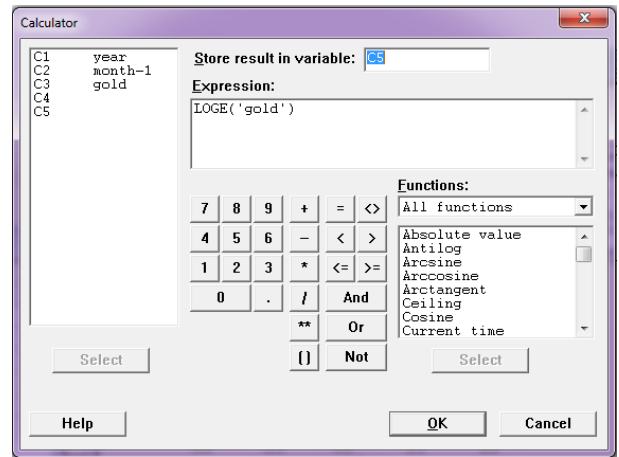 Calculator
C1 year
C2 month-1
C3 gold
C4
C5
Store result in variable: C5
Expression:
LOGE('gold')
7 8 9 + = <>
4 5 6 - < >
1 2 3 * <= >=
0 . / And
** Or
() Not
Functions:
All functions
Absolute value
Antilog
Arcsine
Arccosine
Arctangent
Ceiling
Cosine
Current time
Select
Select
Help
OK
Cancel